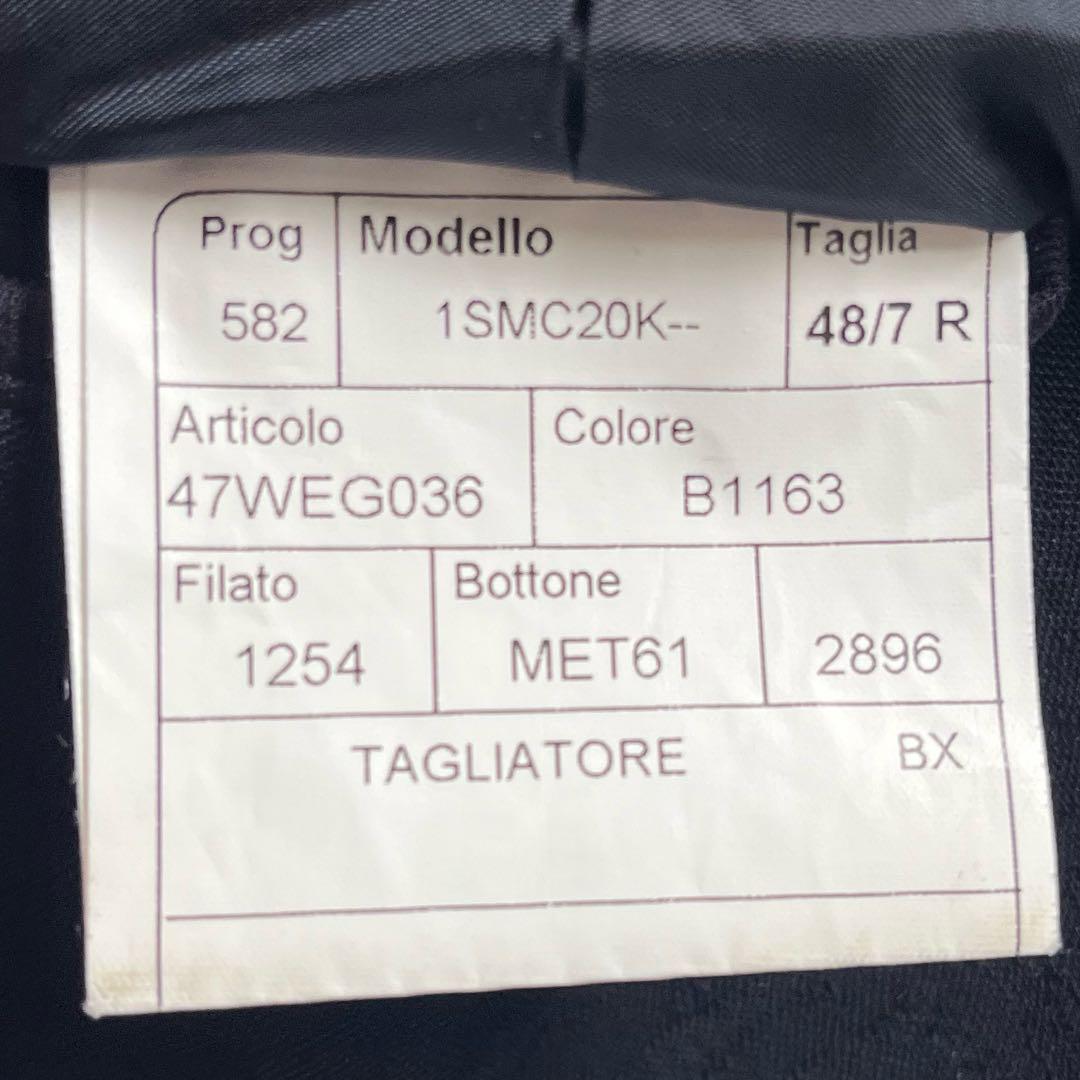 Prog Modello Taglia
582 1SMC20K-- 48/7 R
Articolo Colore
47WEG036 B1163
Filato Bottone
1254 MET61 2896
TAGLIATORE BX